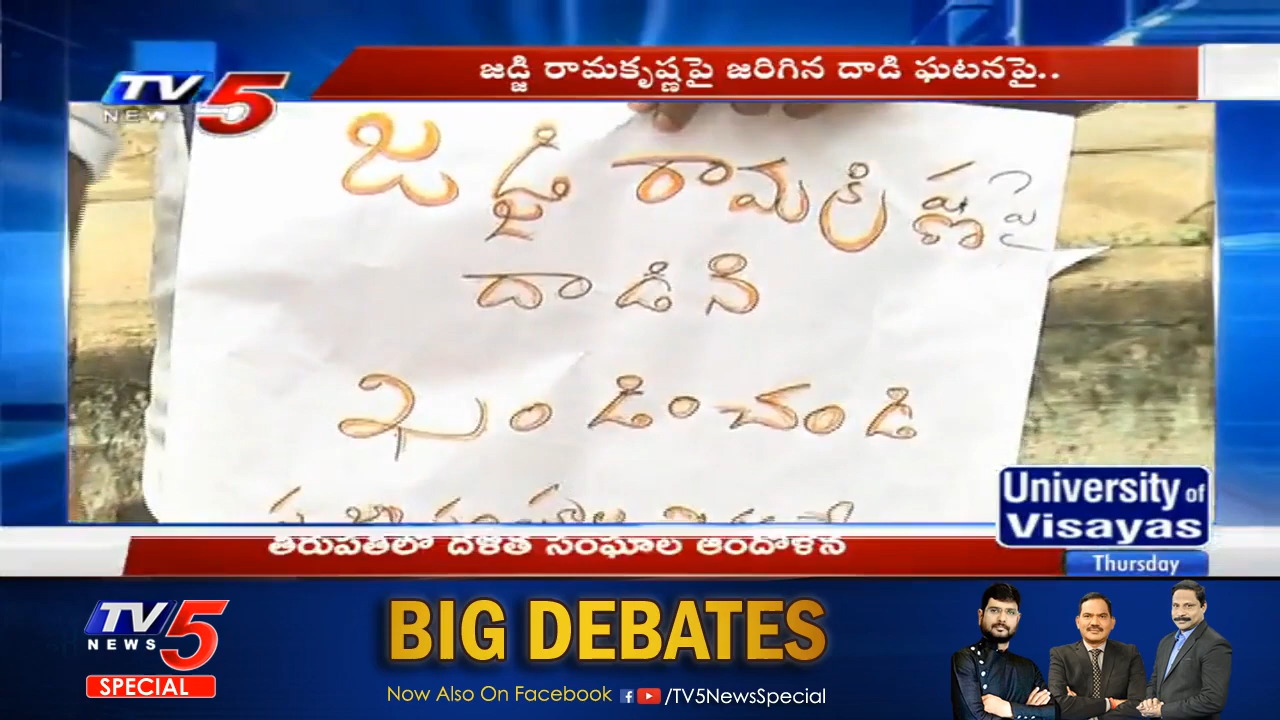 TV5
NEWS
జడ్జి రామకృష్ణపై జరిగిన దాడి ఘటనపై..
జడ్జి రామక్రిష్ణపై
దాడిని
ఖండించండి
University of
Visayas
Thursday
తిరుపతిలో దళిత సంఘాల ఆందోళన
TV5
NEWS
SPECIAL
BIG DEBATES
Now Also On Facebook /TV5NewsSpecial